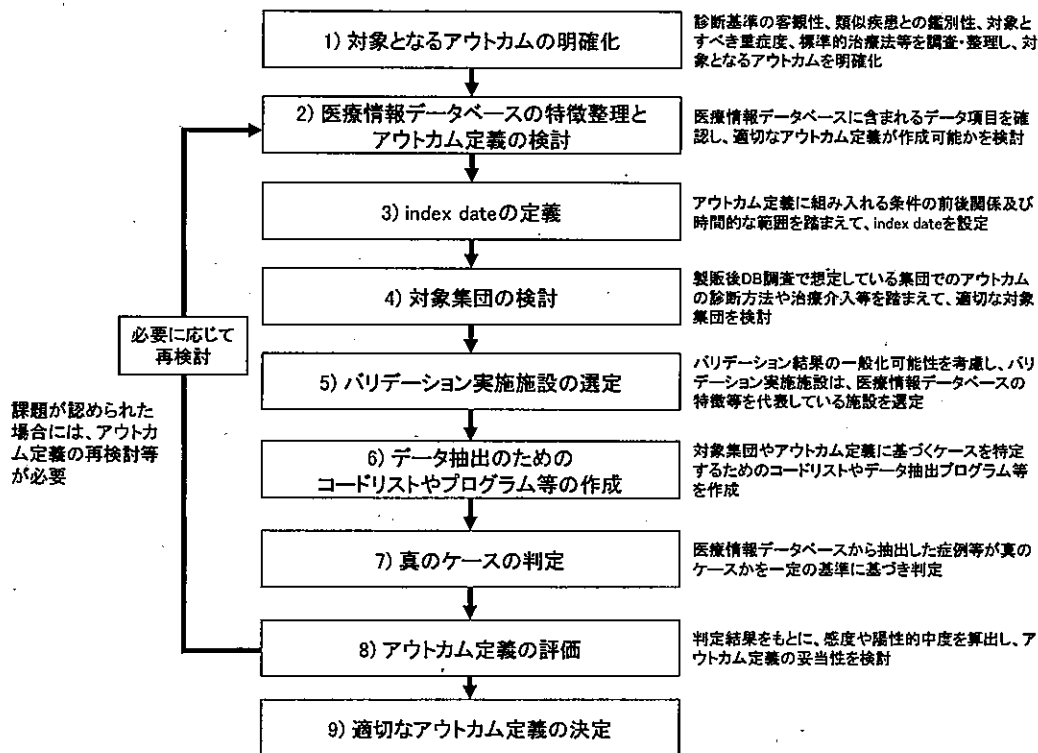 1) 対象となるアウトカムの明確化
診断基準の客観性、類似疾患との鑑別性、対象と
すべき重症度、標準的治療法等を調査・整理し、対
象となるアウトカムを明確化
2) 医療情報データベースの特徴整理と
アウトカム定義の検討
医療情報データベースに含まれるデータ項目を確
認し、適切なアウトカム定義が作成可能かを検討
3) index dateの定義
アウトカム定義に組み入れる条件の前後関係及び
時間的な範囲を踏まえて、index dateを設定
4) 対象集団の検討
製販後DB調査で想定している集団でのアウトカム
の診断方法や治療介入等を踏まえて、適切な対象
集団を検討
必要に応じて
再検討
5) バリデーション実施施設の選定
バリデーション結果の一般化可能性を考慮し、バリ
デーション実施施設は、医療情報データベースの
特徴等を代表している施設を選定
課題が認められた
場合には、アウトカ
ム定義の再検討等
が必要
6) データ抽出のための
コードリストやプログラム等の作成
対象集団やアウトカム定義に基づくケースを特定
するためのコードリストやデータ抽出プログラム等
を作成
7) 真のケースの判定
医療情報データベースから抽出した症例等が真の
ケースかを一定の基準に基づき判定
8) アウトカム定義の評価
判定結果をもとに、感度や陽性的中度を算出し、ア
ウトカム定義の妥当性を検討
9) 適切なアウトカム定義の決定